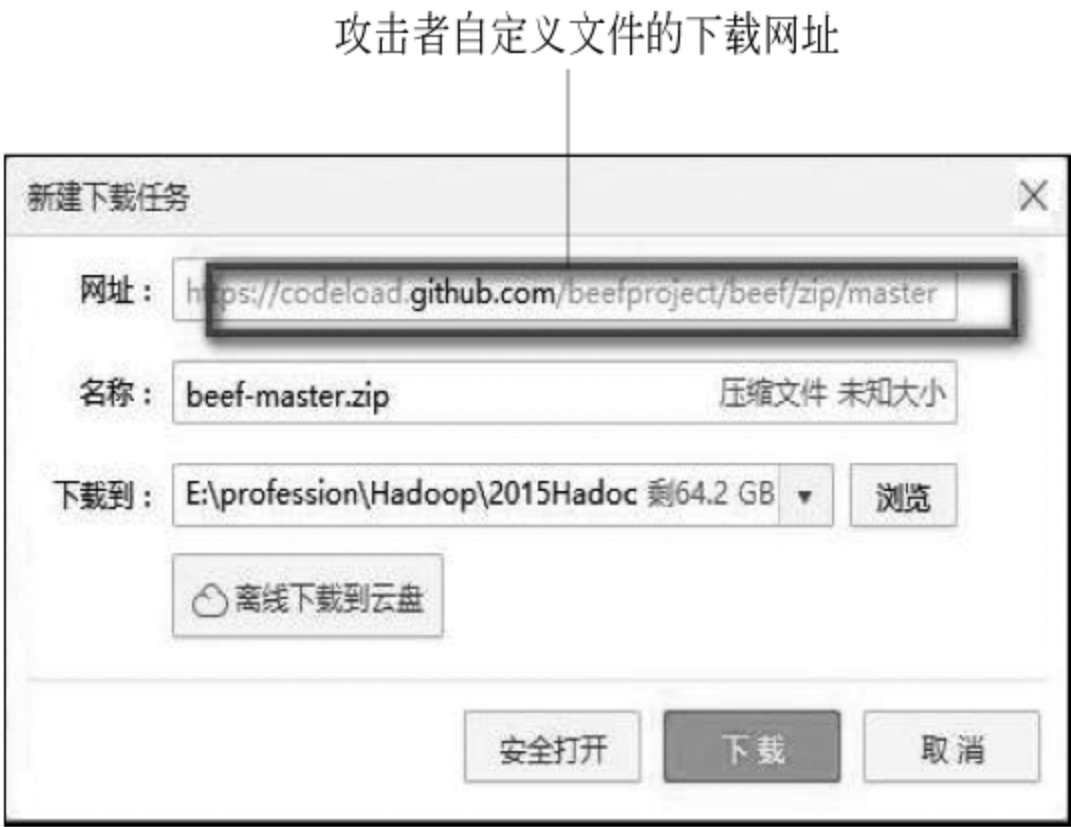 攻击者自定义文件的下载网址
新建下载任务
网址： https://codeload.github.com/beefproject/beef/zip/master
名称： beef-master.zip 压缩文件 未知大小
下载到： E:\profession\Hadoop\2015Hadoc 剩64.2 GB 浏览
离线下载到云盘
安全打开 下载 取消